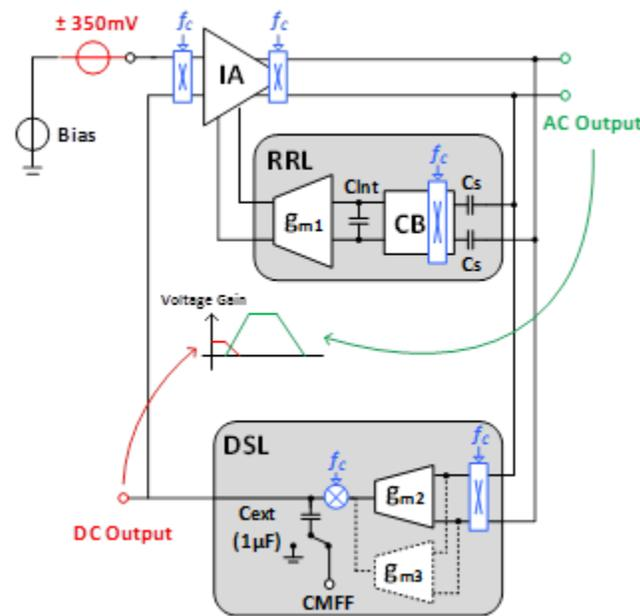 ± 350mV
fc
fc
IA
Bias
AC Output
RRL
fc
CInt
Cs
gm1
CB
Cs
Voltage Gain
DSL
fc
fc
gm2
DC Output
Cext
(1µF)
gm3
CMFF